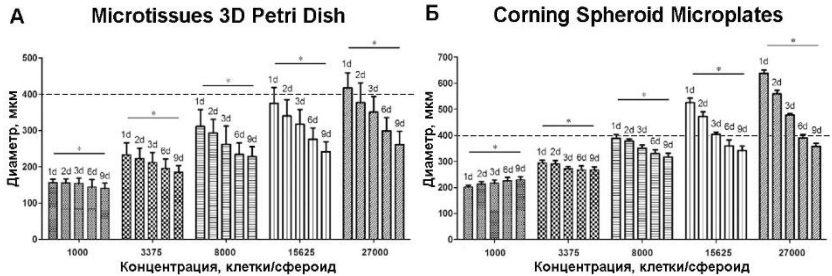 А
Microtissues 3D Petri Dish
Диаметр, мкм
500
400
300
200
100
0
1d 2d 3d 6d 9d
*
1d 2d 3d 6d 9d
*
1d 2d 3d 6d 9d
*
1d 2d 3d 6d 9d
*
1d 2d 3d 6d 9d
*
1000 3375 8000 15625 27000
Концентрация, клетки/сфероид
Б
Corning Spheroid Microplates
Диаметр, мкм
700
600
500
400
300
200
100
0
1d 2d 3d 6d 9d
*
1d 2d 3d 6d 9d
*
1d 2d 3d 6d 9d
*
1d 2d 3d 6d 9d
*
1d 2d 3d 6d 9d
*
1000 3375 8000 15625 27000
Концентрация, клетки/сфероид